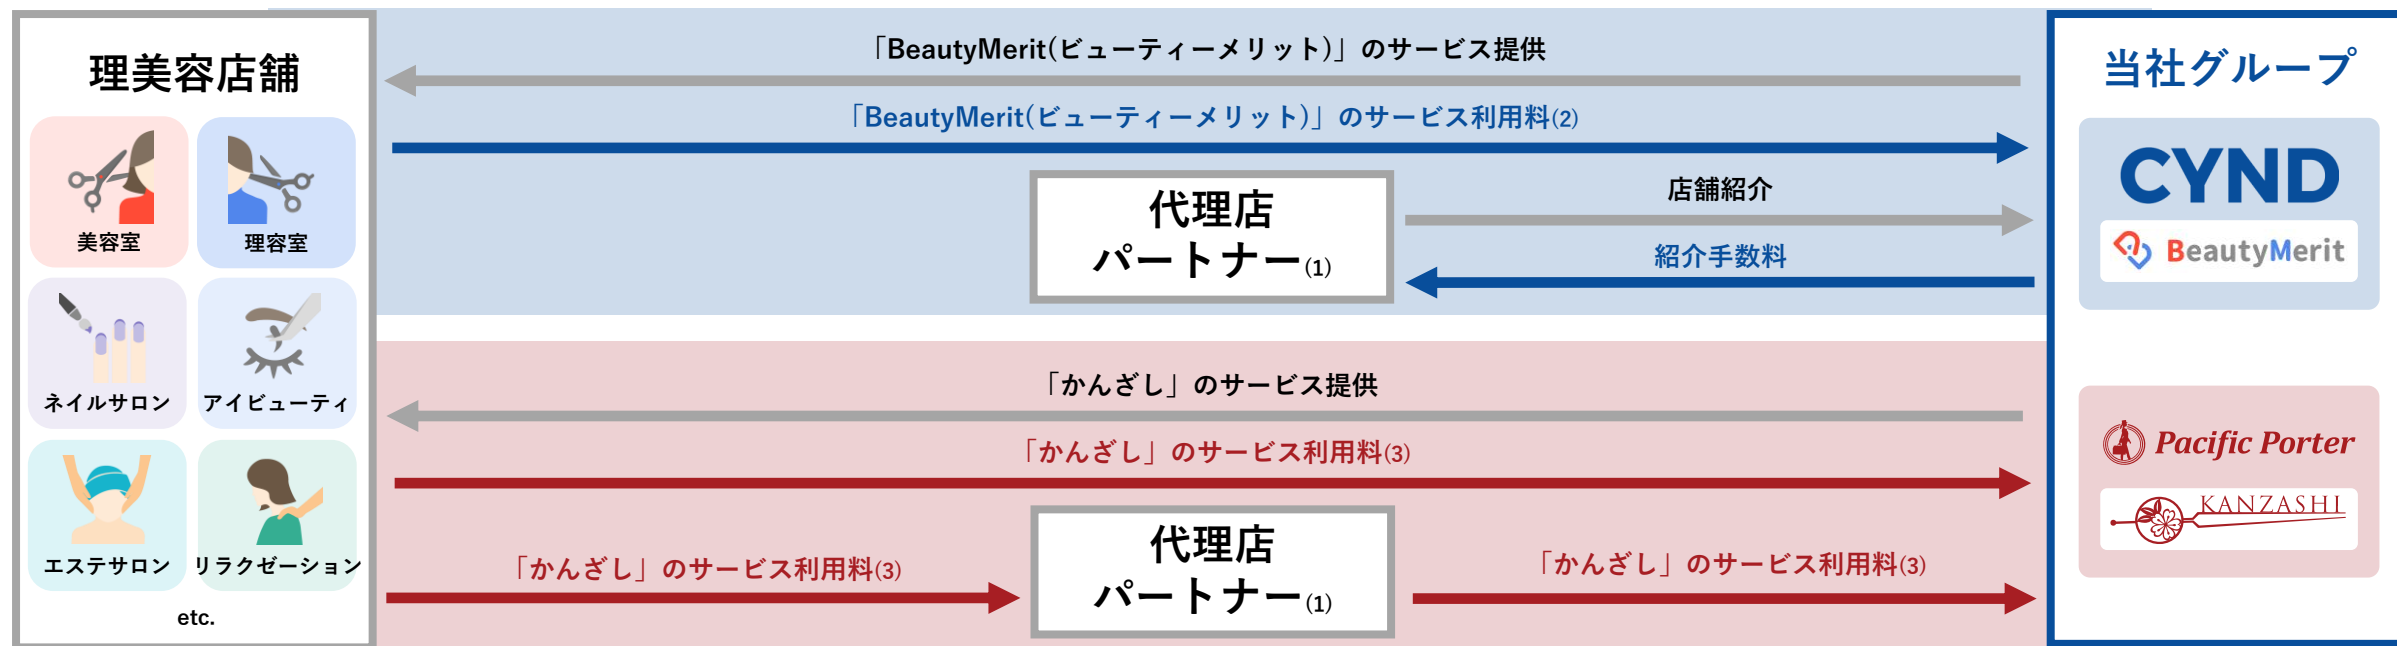 理美容店舗
美容室
理容室
ネイルサロン
アイビューティ
エステサロン
リラクゼーション
etc.
「BeautyMerit(ビューティーメリット)」のサービス提供
「BeautyMerit(ビューティーメリット)」のサービス利用料(2)
代理店
パートナー(1)
店舗紹介
紹介手数料
「かんざし」のサービス提供
「かんざし」のサービス利用料(3)
「かんざし」のサービス利用料(3)
代理店
パートナー(1)
「かんざし」のサービス利用料(3)
当社グループ
CYND
BeautyMerit
Pacific Porter
KANZASHI